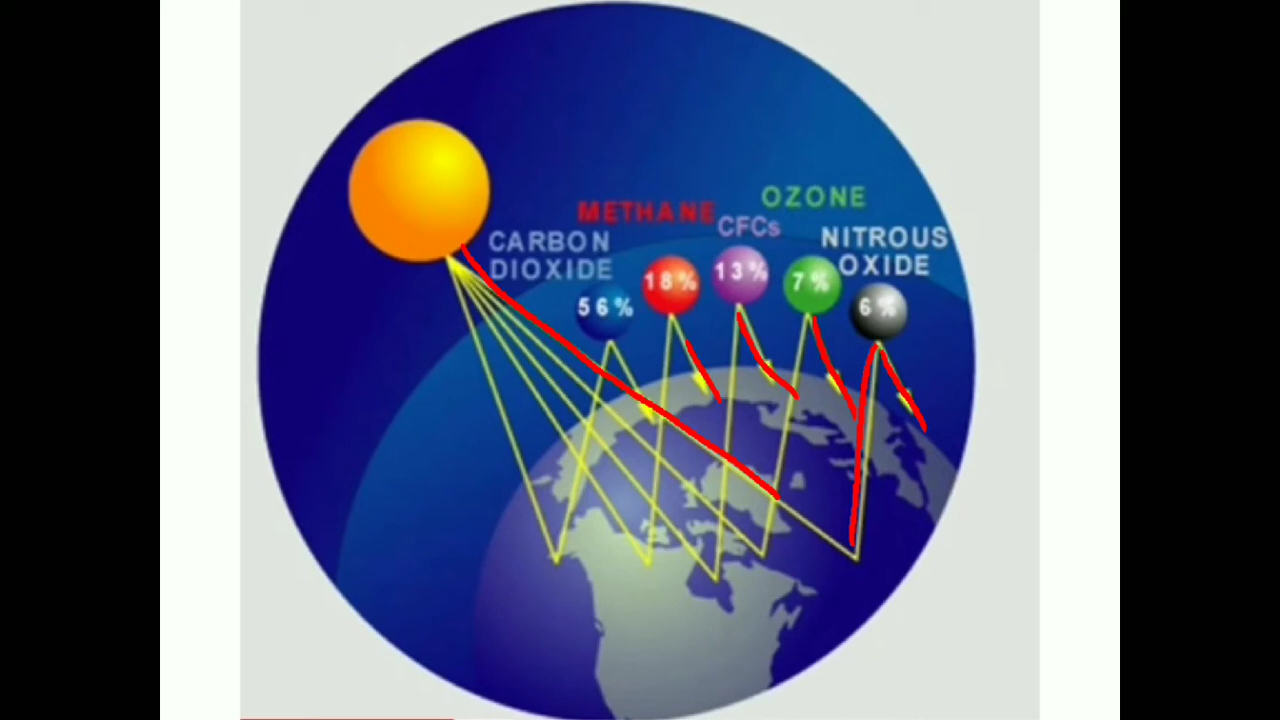 OZONE
METHANE
CFCs
CARBON
DIOXIDE
NITROUS
OXIDE
56%
18%
13%
7%
6%